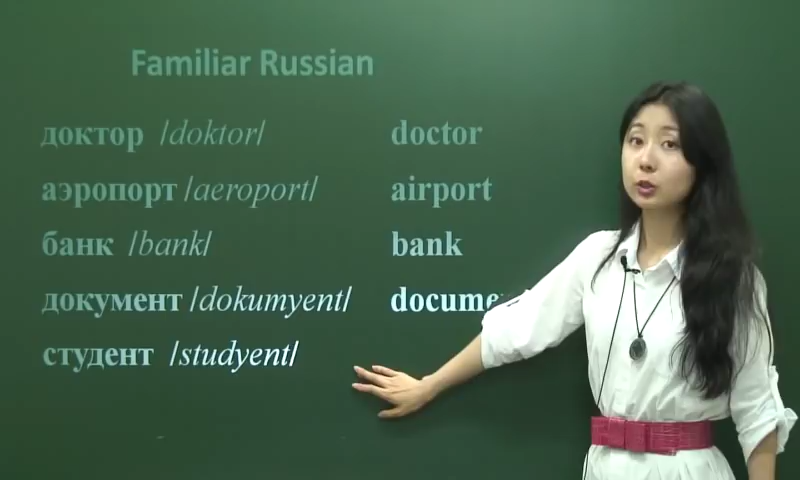 Familiar Russian
доктор /doktor/ doctor
аэропорт /aeroport/ airport
банк /bank/ bank
документ /dokumyent/
студент /studyent/